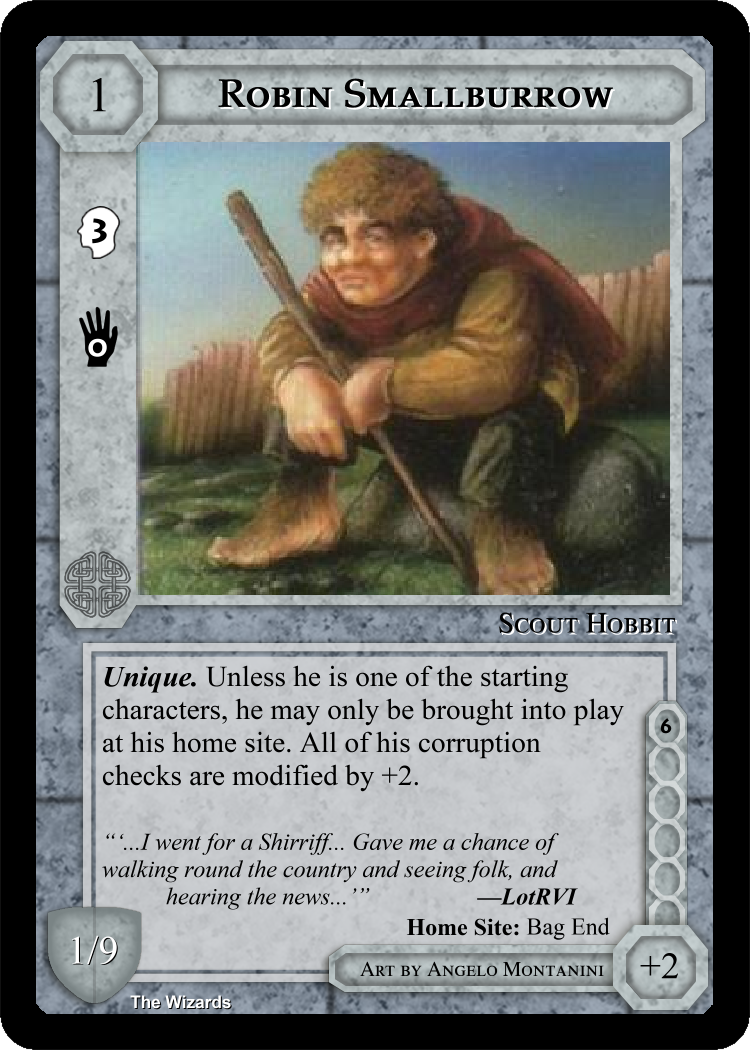 1
Robin Smallburrow
3
0
Scout Hobbit
Unique. Unless he is one of the starting
characters, he may only be brought into play
at his home site. All of his corruption
checks are modified by +2.
6
“‘...I went for a Shirriff... Gave me a chance of
walking round the country and seeing folk, and
hearing the news...’” —LotRVI
Home Site: Bag End
1/9
Art by Angelo Montanini
+2
The Wizards